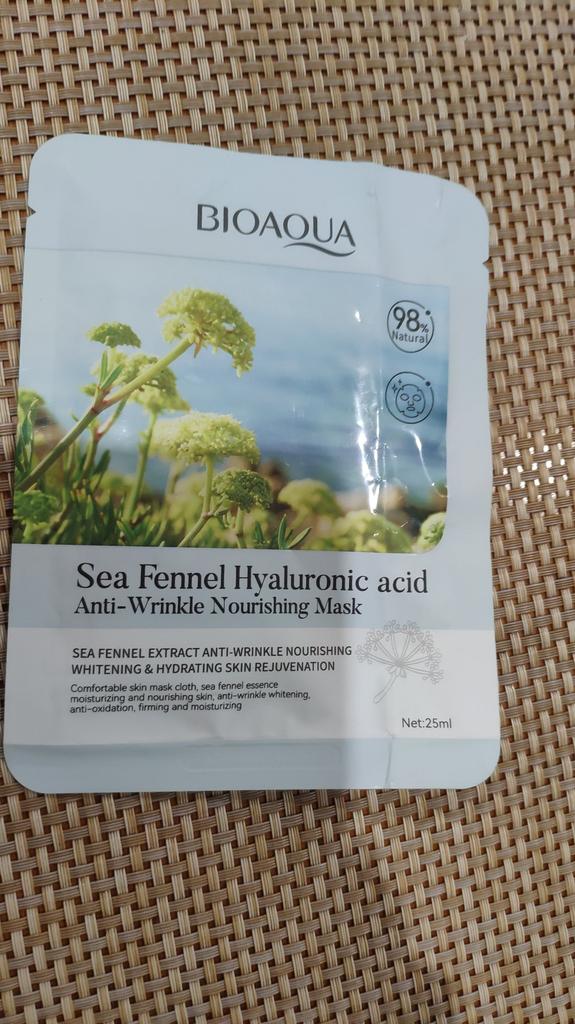 BIOAQUA
98%
Natural
Sea Fennel Hyaluronic acid
Anti-Wrinkle Nourishing Mask
SEA FENNEL EXTRACT ANTI-WRINKLE NOURISHING
WHITENING & HYDRATING SKIN REJUVENATION
Comfortable skin mask cloth, sea fennel essence
moisturizing and nourishing skin, anti-wrinkle whitening,
anti-oxidation, firming and moisturizing
Net:25ml